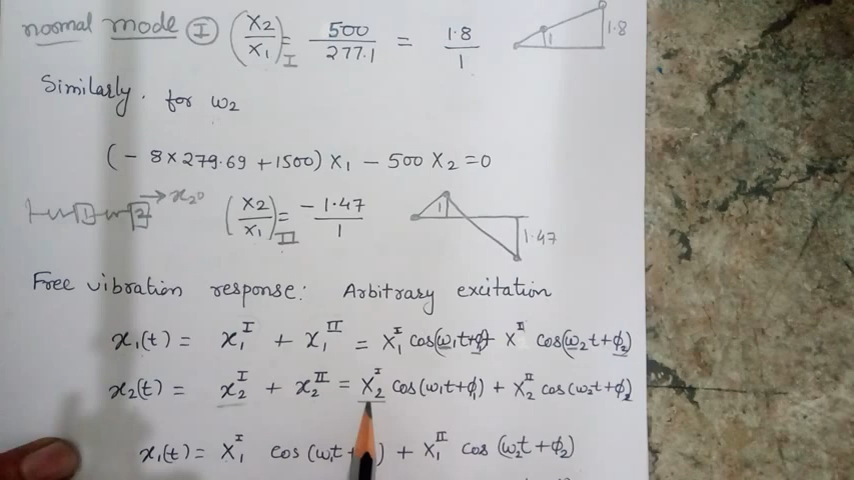 normal mode I (X2/X1)I = 500/277.1 = 1.8/1
1 1.8
Similarly. for ω2
(- 8×279.69 + 1500) X1 - 500 X2 = 0
1 2 → x20 (X2/X1)II = -1.47/1
1 1.47
Free vibration response: Arbitrary excitation
x1(t) = x1^I + x1^II = X1^I cos(ω1t+φ1) X^II cos(ω2t+φ2)
x2(t) = x2^I + x2^II = X2^I cos(ω1t+φ1) + X2^II cos(ω2t+φ2)
x1(t) = X1^I cos(ω1t + ) + X1^II cos(ω2t+φ2)